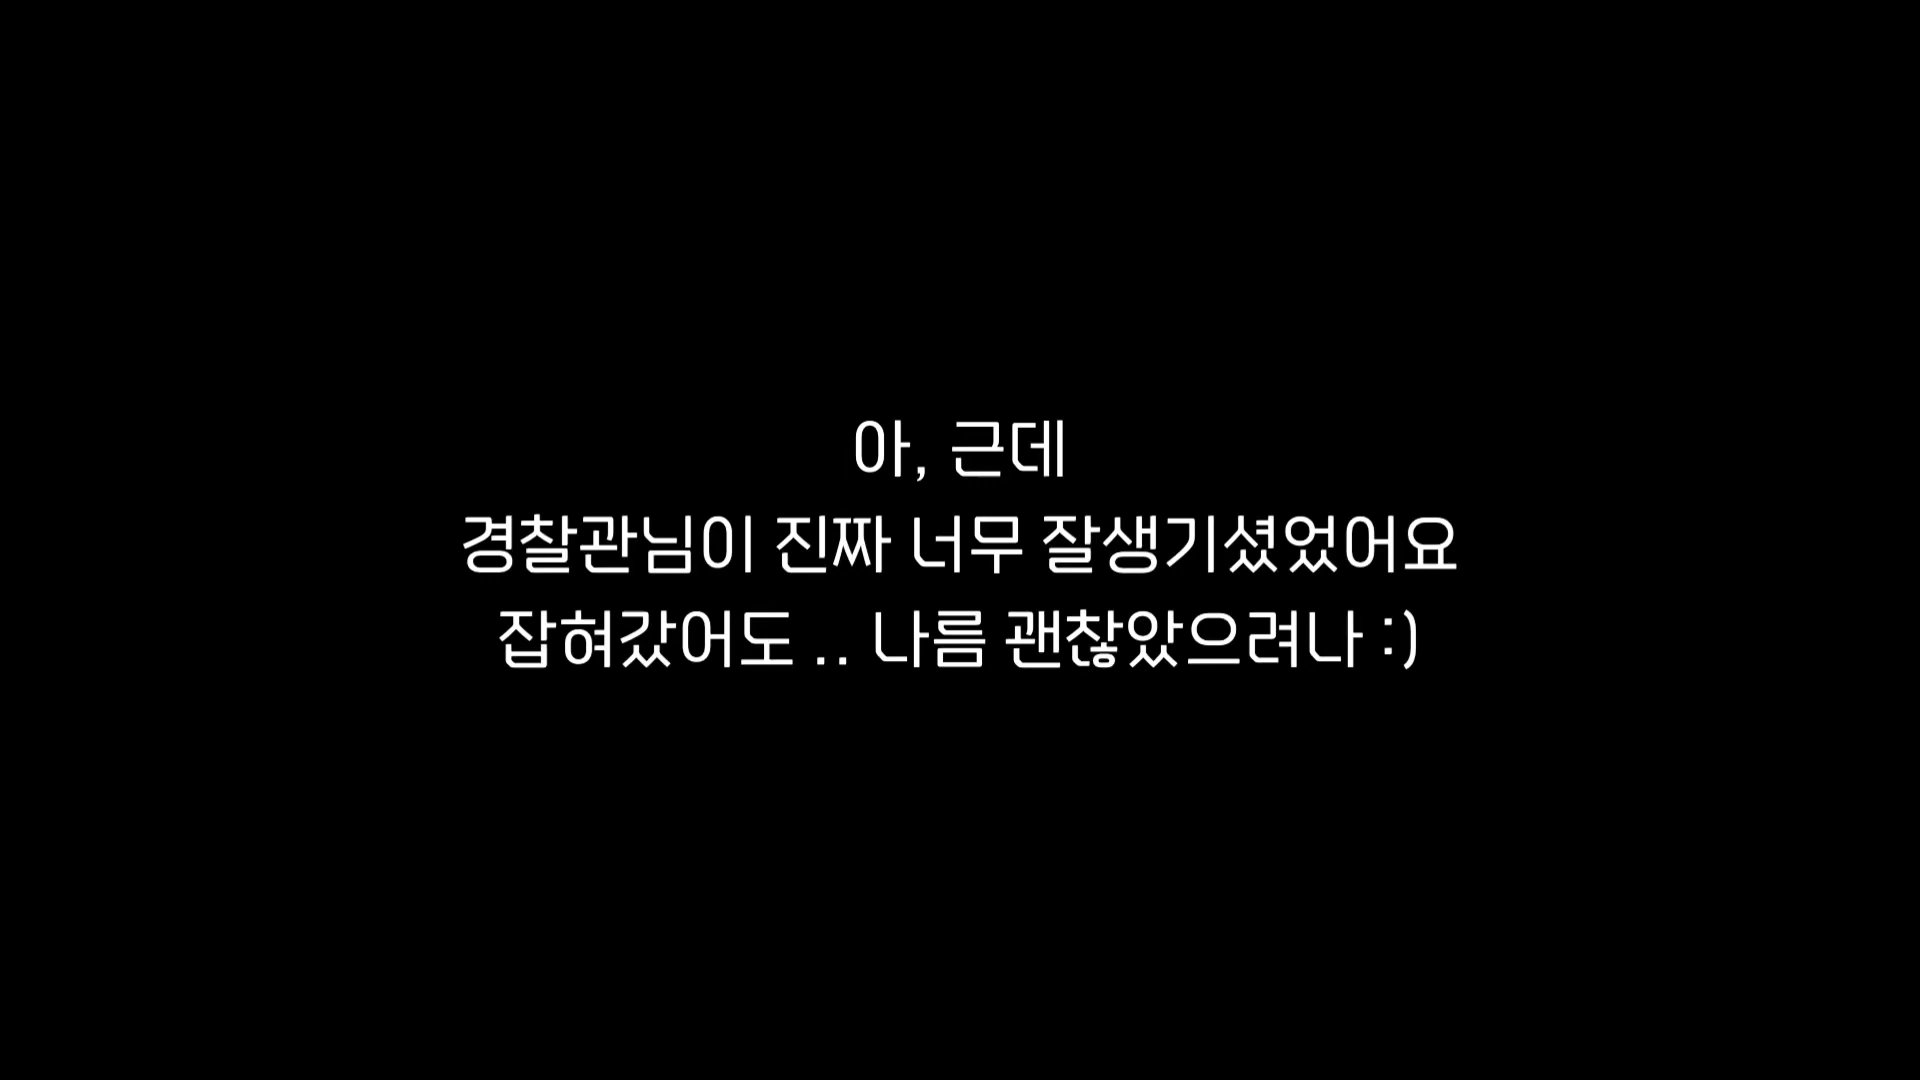 아, 근데
경찰관님이 진짜 너무 잘생기셨었어요
잡혀갔어도 .. 나름 괜찮았으려나 :)